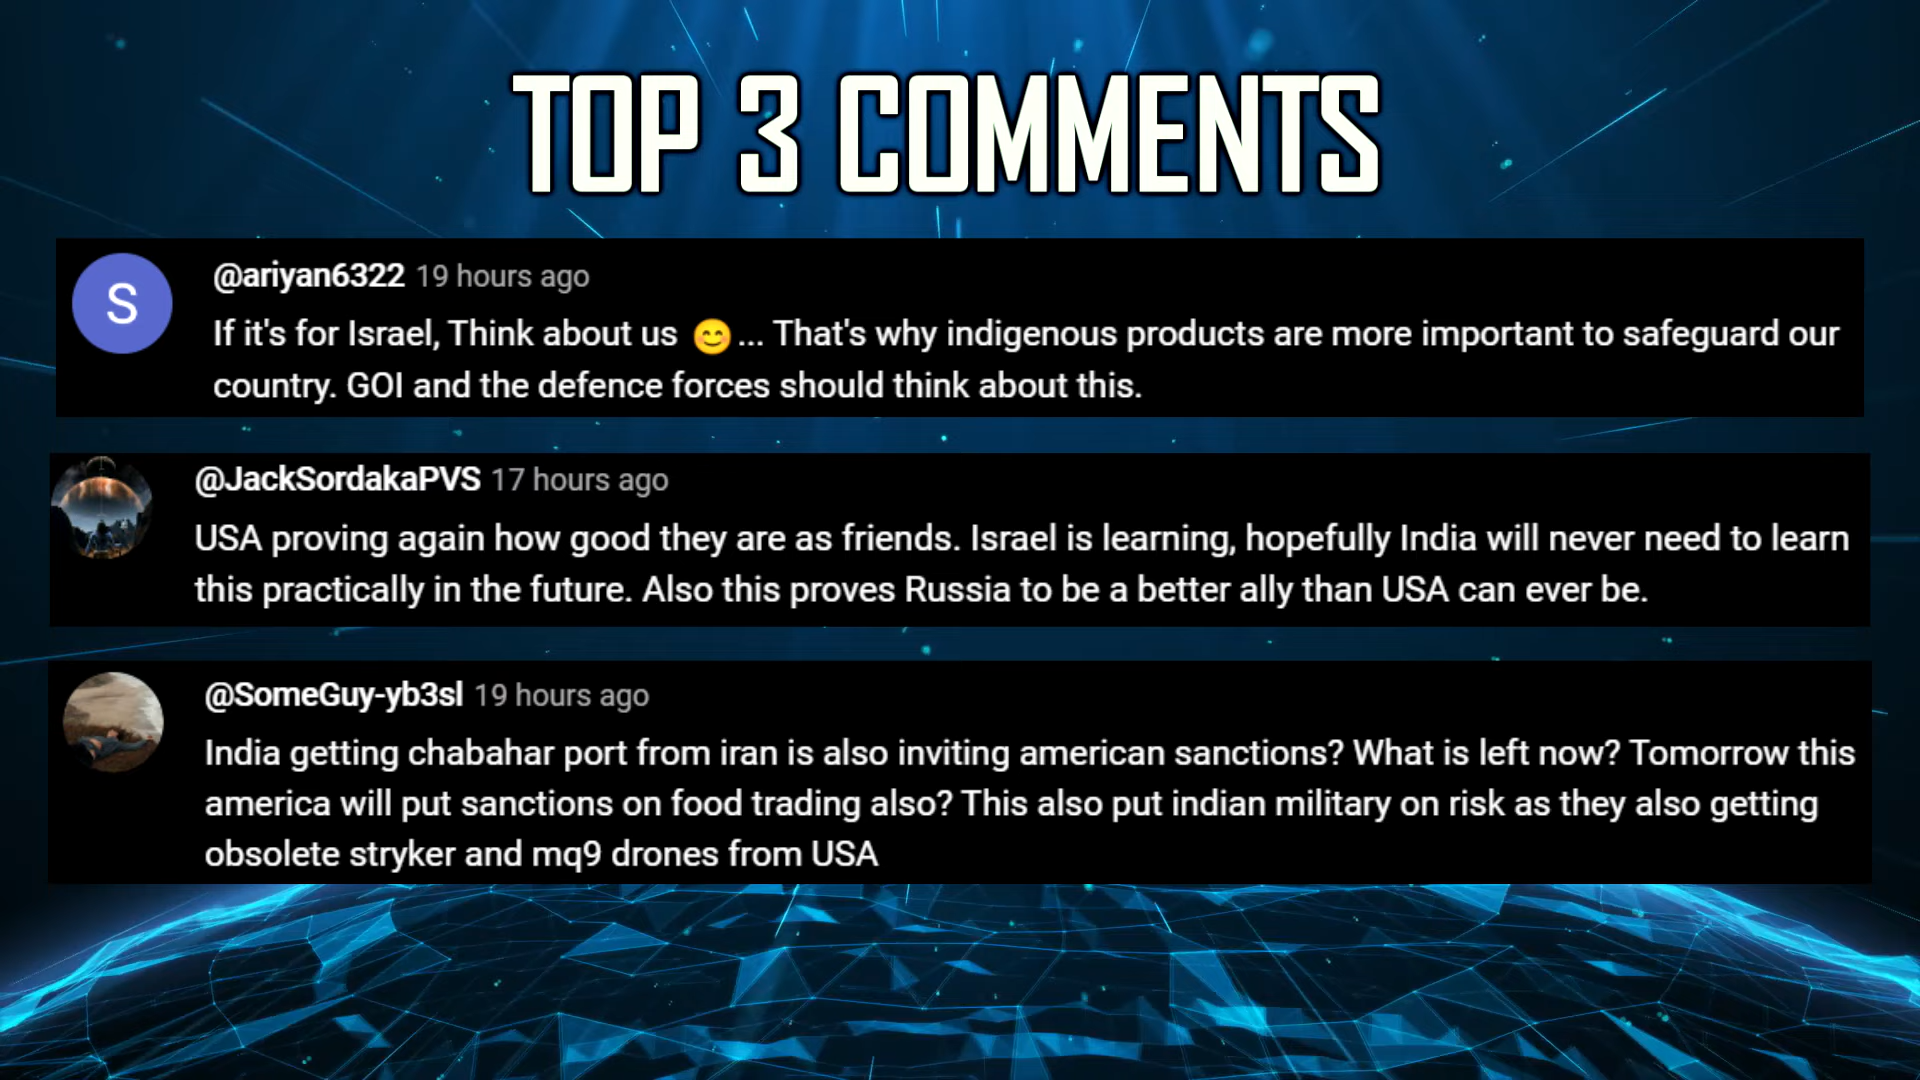 TOP 3 COMMENTS
S
@ariyan6322 19 hours ago
If it's for Israel, Think about us 😊... That's why indigenous products are more important to safeguard our
country. GOI and the defence forces should think about this.
@JackSordakaPVS 17 hours ago
USA proving again how good they are as friends. Israel is learning, hopefully India will never need to learn
this practically in the future. Also this proves Russia to be a better ally than USA can ever be.
@SomeGuy-yb3sl 19 hours ago
India getting chabahar port from iran is also inviting american sanctions? What is left now? Tomorrow this
america will put sanctions on food trading also? This also put indian military on risk as they also getting
obsolete stryker and mq9 drones from USA